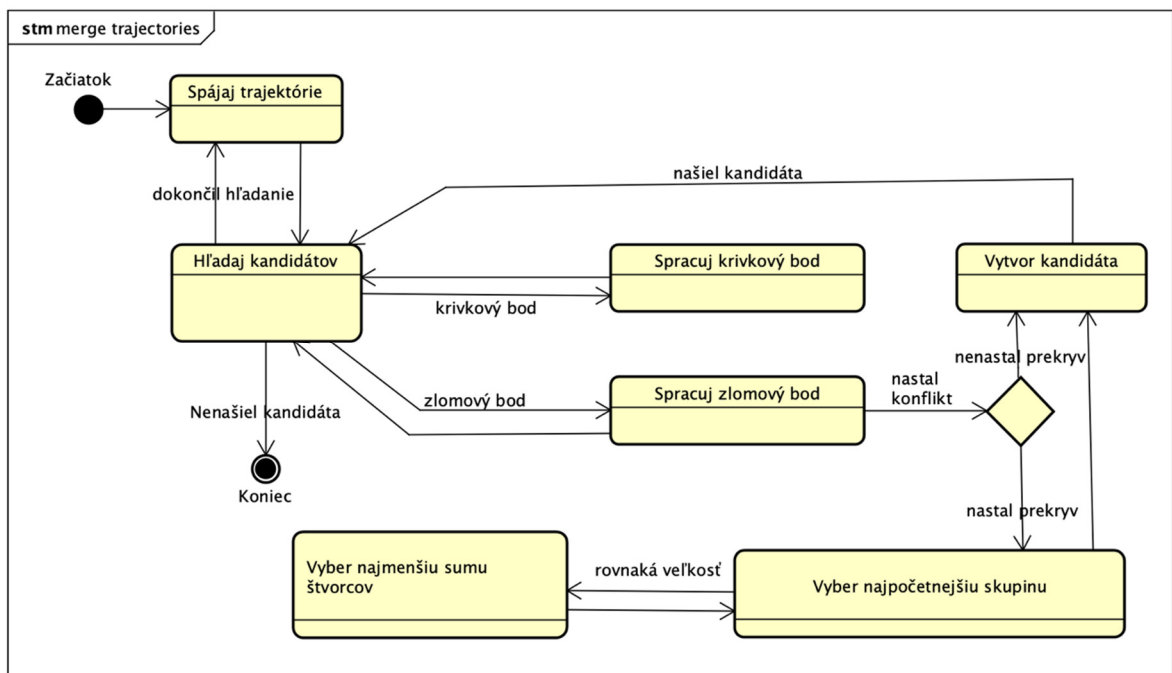 stm merge trajectories
Začiatok
Spájaj trajektórie
našiel kandidáta
dokončil hľadanie
Hľadaj kandidátov
Spracuj krivkový bod
Vytvor kandidáta
krivkový bod
nenastal prekryv
Spracuj zlomový bod
nastal
konflikt
zlomový bod
Nenašiel kandidáta
Koniec
nastal prekryv
Vyber najmenšiu sumu
štvorcov
rovnaká veľkosť
Vyber najpočetnejšiu skupinu